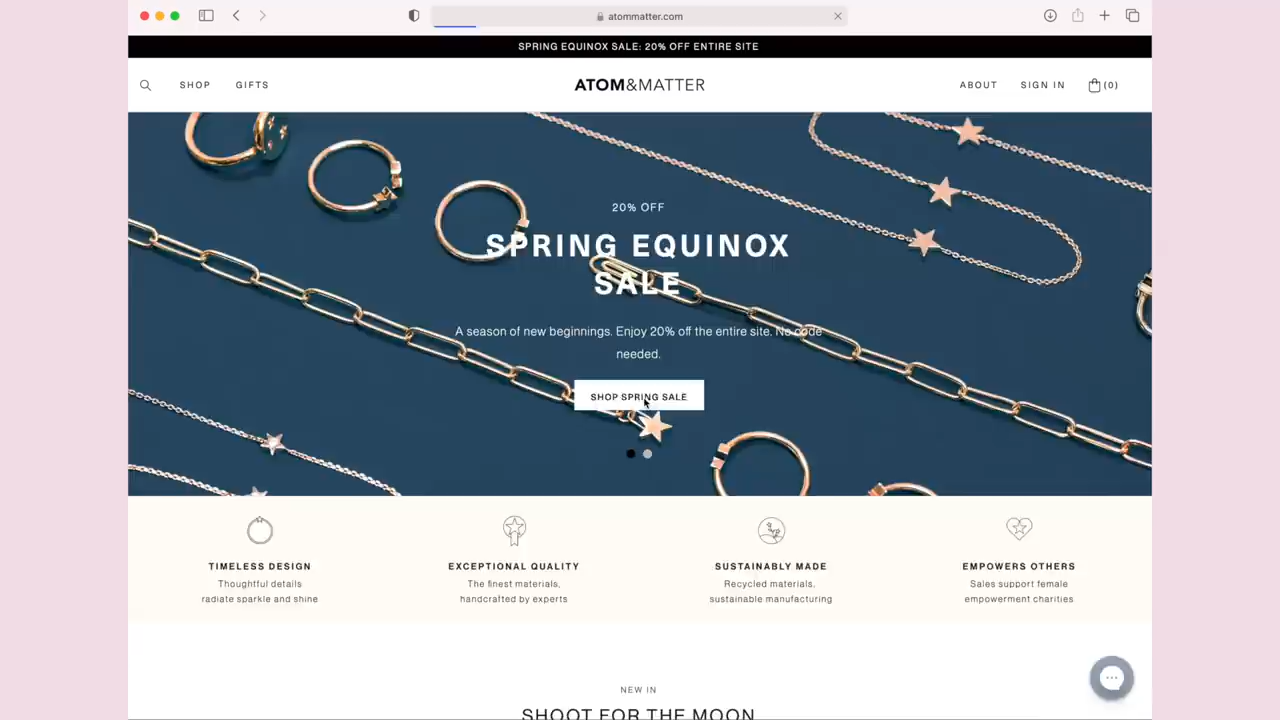 atommatter.com
SPRING EQUINOX SALE: 20% OFF ENTIRE SITE
SHOP GIFTS ATOM&MATTER ABOUT SIGN IN (0)
20% OFF
SPRING EQUINOX
SALE
A season of new beginnings. Enjoy 20% off the entire site. No code
needed.
SHOP SPRING SALE
TIMELESS DESIGN
Thoughtful details
radiate sparkle and shine
EXCEPTIONAL QUALITY
The finest materials,
handcrafted by experts
SUSTAINABLY MADE
Recycled materials,
sustainable manufacturing
EMPOWERS OTHERS
Sales support female
empowerment charities
NEW IN
SHOOT FOR THE MOON